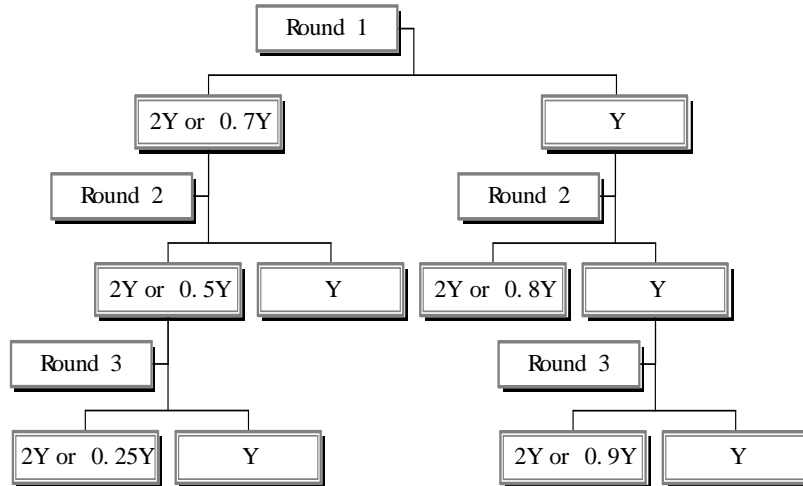 Round 1
2Y or 0.7Y
Y
Round 2
Round 2
2Y or 0.5Y
Y
2Y or 0.8Y
Y
Round 3
Round 3
2Y or 0.25Y
Y
2Y or 0.9Y
Y